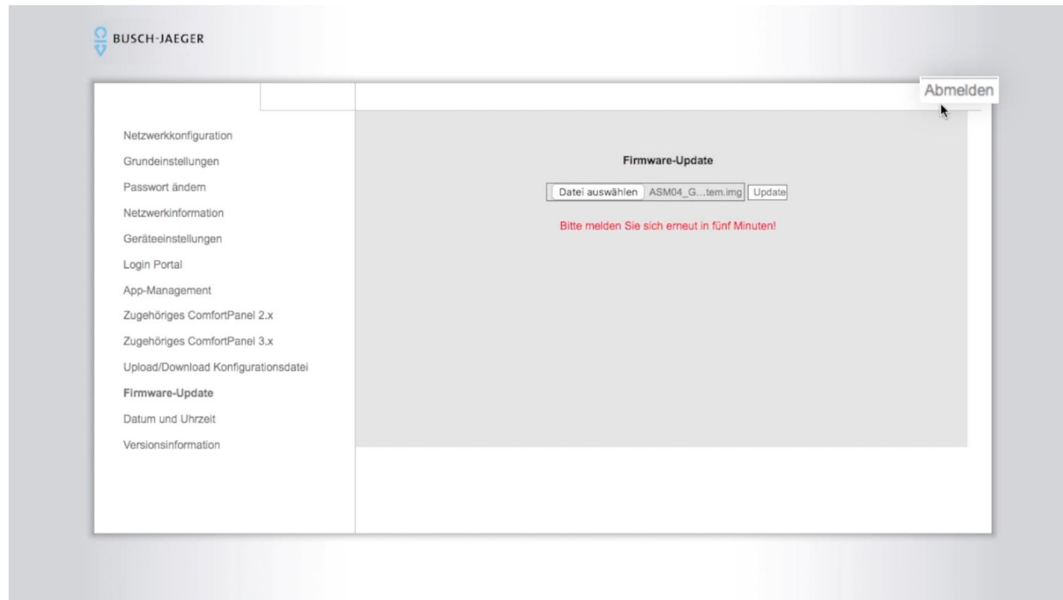 BUSCH-JAEGER
Abmelden
Netzwerkkonfiguration
Grundeinstellungen
Passwort ändern
Netzwerkinformation
Geräteeinstellungen
Login Portal
App-Management
Zugehöriges ComfortPanel 2.x
Zugehöriges ComfortPanel 3.x
Upload/Download Konfigurationsdatei
Firmware-Update
Datum und Uhrzeit
Versionsinformation
Firmware-Update
Datei auswählen ASM04_G...tem.img Update
Bitte melden Sie sich erneut in fünf Minuten!